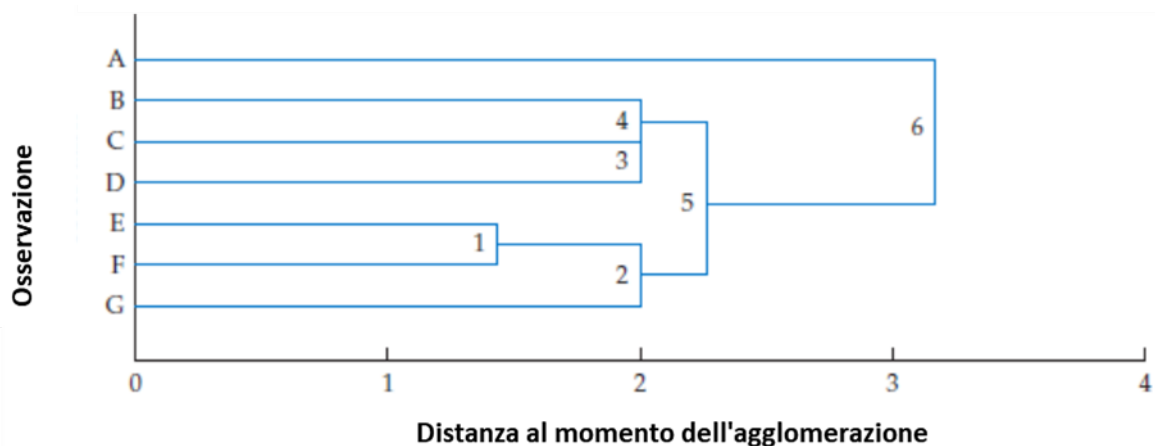 Osservazione
A
B
C
D
E
F
G
4
3
6
5
1
2
0 1 2 3 4
Distanza al momento dell'agglomerazione